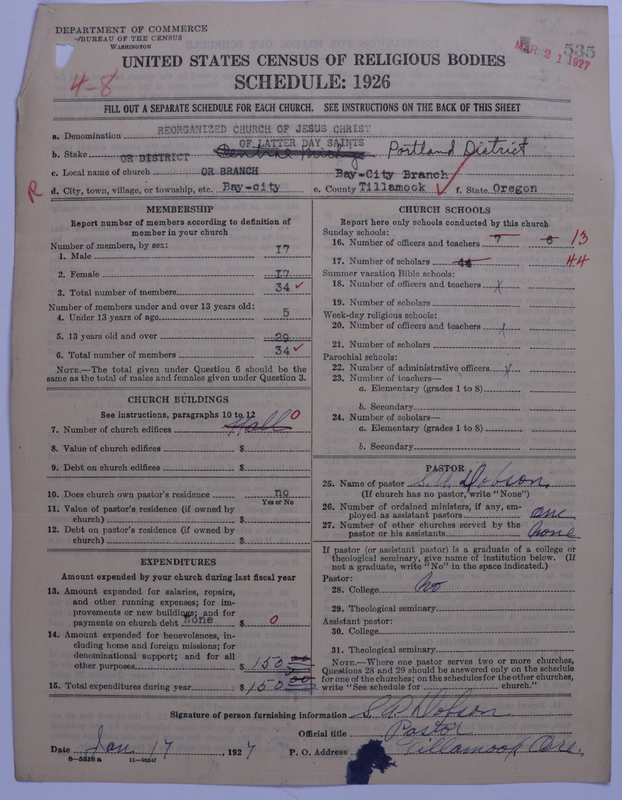 DEPARTMENT OF COMMERCE
BUREAU OF THE CENSUS
WASHINGTON
MAR 21 1927
535
4-8
UNITED STATES CENSUS OF RELIGIOUS BODIES
SCHEDULE: 1926
FILL OUT A SEPARATE SCHEDULE FOR EACH CHURCH. SEE INSTRUCTIONS ON THE BACK OF THIS SHEET
a. Denomination REORGANIZED CHURCH OF JESUS CHRIST
OF LATTER DAY SAINTS
b. Stake OR DISTRICT Portland District
c. Local name of church OR BRANCH Bay-City Branch
R d. City, town, village, or township, etc. Bay-city e. County Tillamook f. State Oregon
MEMBERSHIP
Report number of members according to definition of
member in your church
Number of members, by sex:
1. Male 17
2. Female 17
3. Total number of members 34
Number of members under and over 13 years old:
4. Under 13 years of age 5
5. 13 years old and over 29
6. Total number of members 34
NOTE.—The total given under Question 6 should be
the same as the total of males and females given under Question 3.
CHURCH BUILDINGS
See instructions, paragraphs 10 to 12
7. Number of church edifices Hall 0
8. Value of church edifices $
9. Debt on church edifices $
10. Does church own pastor's residence no
Yes or No
11. Value of pastor's residence (if owned by
church) $
12. Debt on pastor's residence (if owned by
church) $
EXPENDITURES
Amount expended by your church during last fiscal year
13. Amount expended for salaries, repairs,
and other running expenses; for im-
provements or new buildings; and for
payments on church debt None $ 0
14. Amount expended for benevolences, in-
cluding home and foreign missions; for
denominational support; and for all
other purposes $ 150 00
15. Total expenditures during year $ 150 00
CHURCH SCHOOLS
Report here only schools conducted by this church
Sunday schools:
16. Number of officers and teachers 7 6 13
17. Number of scholars 44 44
Summer vacation Bible schools:
18. Number of officers and teachers x
19. Number of scholars
Week-day religious schools:
20. Number of officers and teachers
21. Number of scholars
Parochial schools:
22. Number of administrative officers x
23. Number of teachers—
a. Elementary (grades 1 to 8)
b. Secondary
24. Number of scholars—
a. Elementary (grades 1 to 8)
b. Secondary
PASTOR
25. Name of pastor S. A. Dobson
(If church has no pastor, write "None")
26. Number of ordained ministers, if any, em-
ployed as assistant pastors one
27. Number of other churches served by the
pastor or his assistants none
If pastor (or assistant pastor) is a graduate of a college or
theological seminary, give name of institution below. (If
not a graduate, write "No" in the space indicated.)
Pastor:
28. College no
29. Theological seminary
Assistant pastor:
30. College
31. Theological seminary
NOTE.—Where one pastor serves two or more churches,
Questions 28 and 29 should be answered only on the schedule
for one of the churches; on the schedules for the other churches,
write "See schedule for church."
Signature of person furnishing information S. A. Dobson
Official title Pastor
Date Jan 17, 1927 P. O. Address Tillamook Ore.
8-5518a 11-9